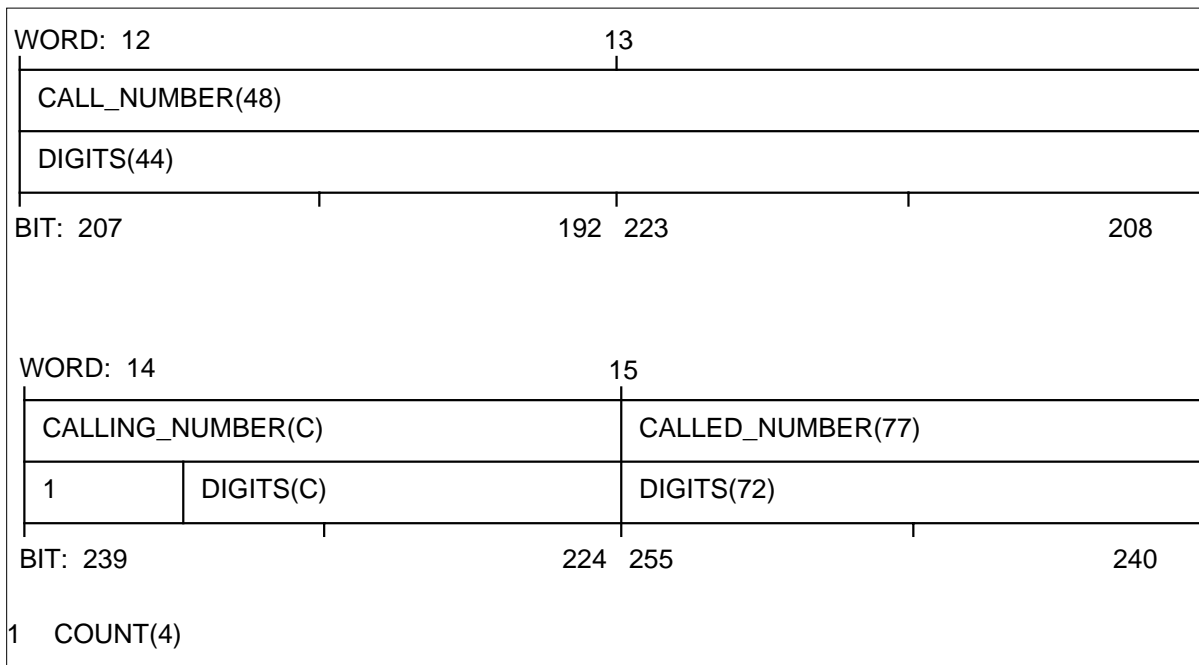 WORD: 12 13
CALL_NUMBER(48)
DIGITS(44)
BIT: 207 192 223 208
WORD: 14 15
CALLING_NUMBER(C) CALLED_NUMBER(77)
1 DIGITS(C) DIGITS(72)
BIT: 239 224 255 240
1 COUNT(4)